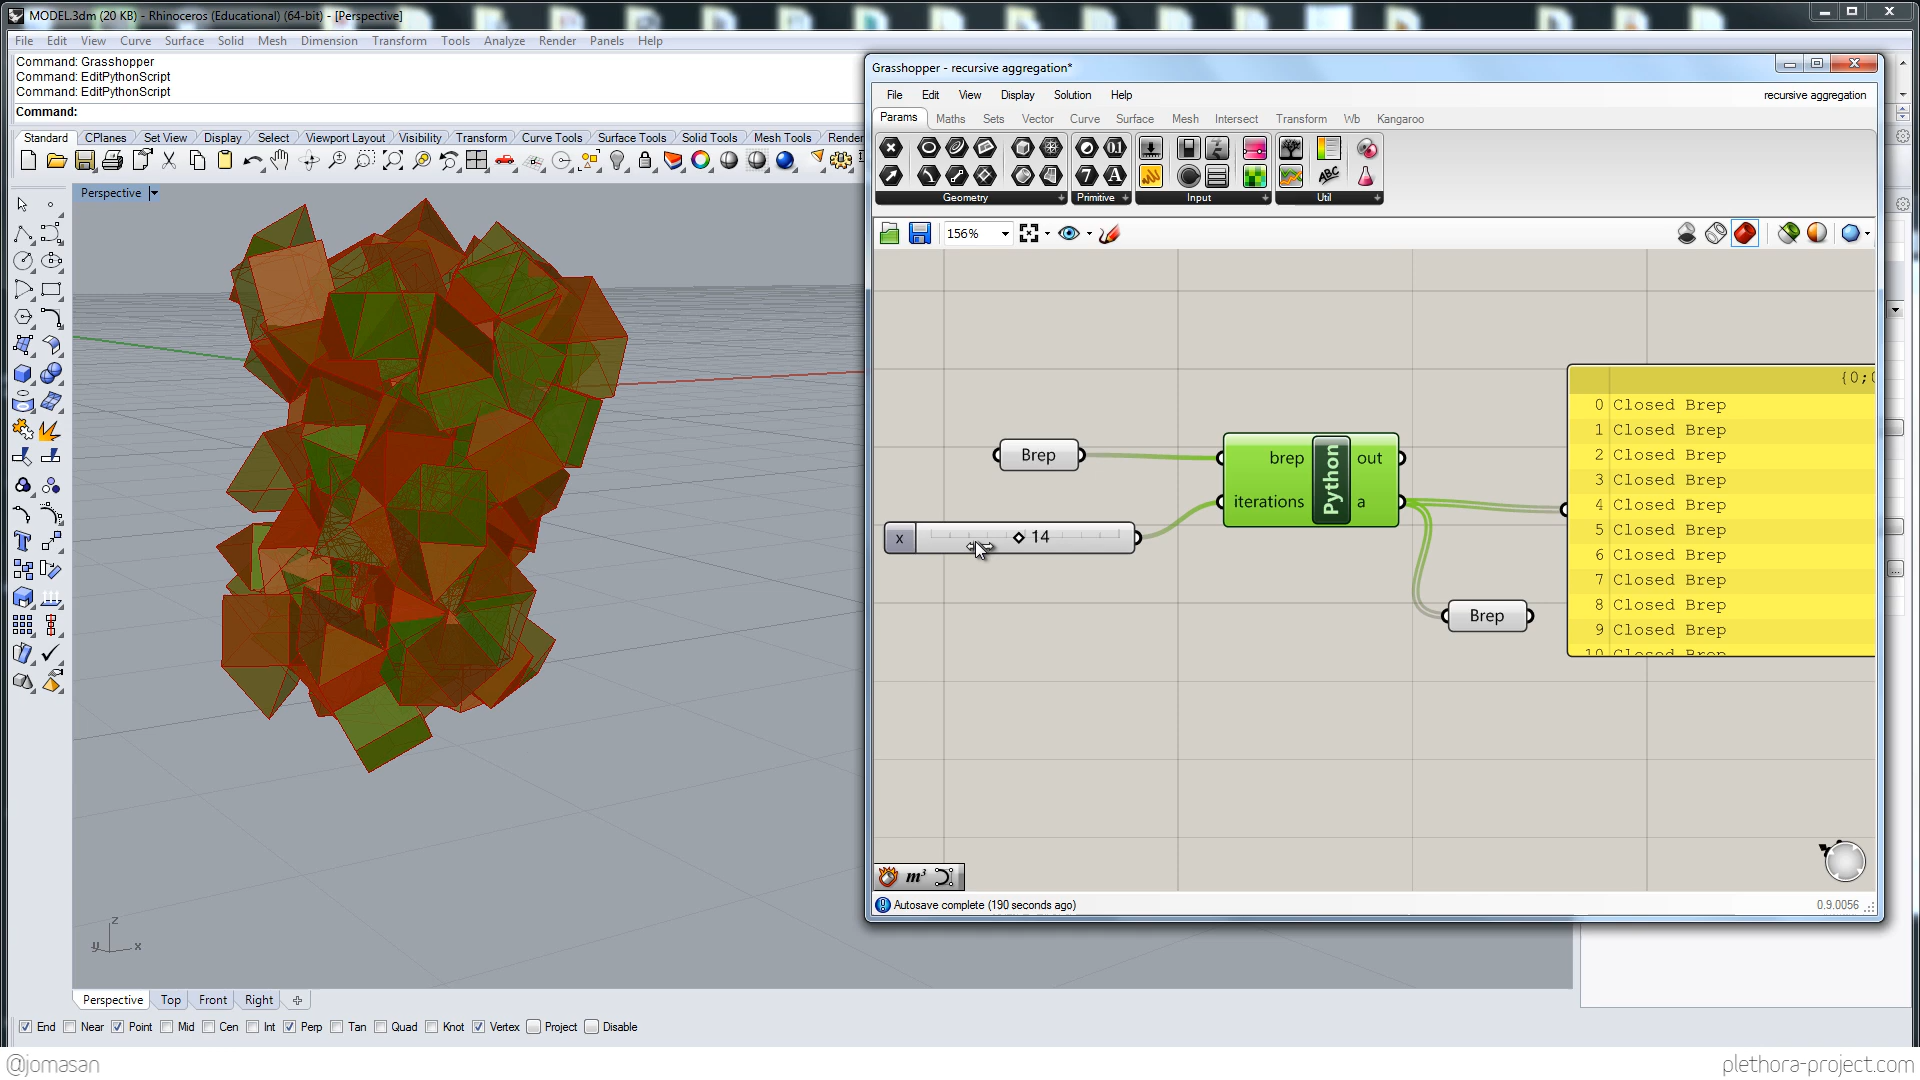 MODEL.3dm (20 KB) - Rhinoceros (Educational) (64-bit) - [Perspective]
File Edit View Curve Surface Solid Mesh Dimension Transform Tools Analyze Render Panels Help
Command: Grasshopper
Command: EditPythonScript
Command: EditPythonScript
Command:
Standard CPlanes Set View Display Select Viewport Layout Visibility Transform Curve Tools Surface Tools Solid Tools Mesh Tools Render
Perspective
Grasshopper - recursive aggregation*
File Edit View Display Solution Help recursive aggregation
Params Maths Sets Vector Curve Surface Mesh Intersect Transform Wb Kangaroo
Geometry Primitive Input Util
156%
Brep
x 14
brep
iterations
Python
out
a
Brep
{0;0
0 Closed Brep
1 Closed Brep
2 Closed Brep
3 Closed Brep
4 Closed Brep
5 Closed Brep
6 Closed Brep
7 Closed Brep
8 Closed Brep
9 Closed Brep
10 Closed Brep
m³
Autosave complete (190 seconds ago) 0.9.0056
z
y x
Perspective Top Front Right
End Near Point Mid Cen Int Perp Tan Quad Knot Vertex Project Disable
@jomasan
plethora-project.com